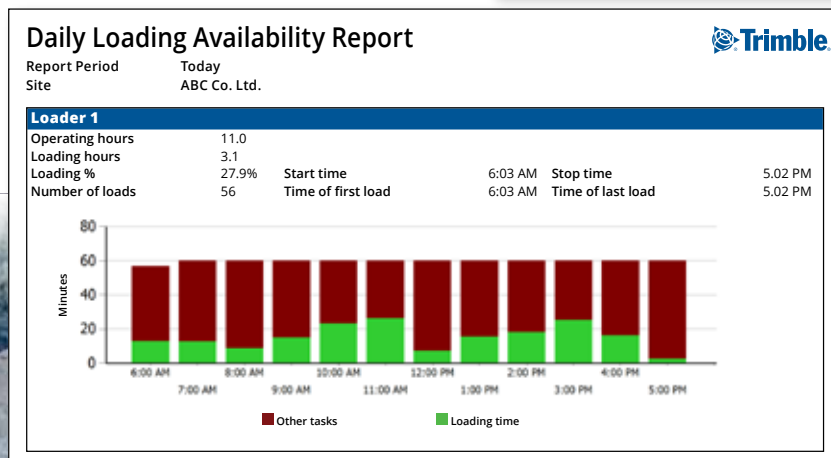 Daily Loading Availability Report
Trimble.
Report Period Today
Site ABC Co. Ltd.
Loader 1
Operating hours 11.0
Loading hours 3.1
Loading % 27.9% Start time 6:03 AM Stop time 5.02 PM
Number of loads 56 Time of first load 6:03 AM Time of last load 5.02 PM
80
60
40
20
0
Minutes
6:00 AM 8:00 AM 10:00 AM 12:00 PM 2:00 PM 4:00 PM
7:00 AM 9:00 AM 11:00 AM 1:00 PM 3:00 PM 5:00 PM
Other tasks Loading time